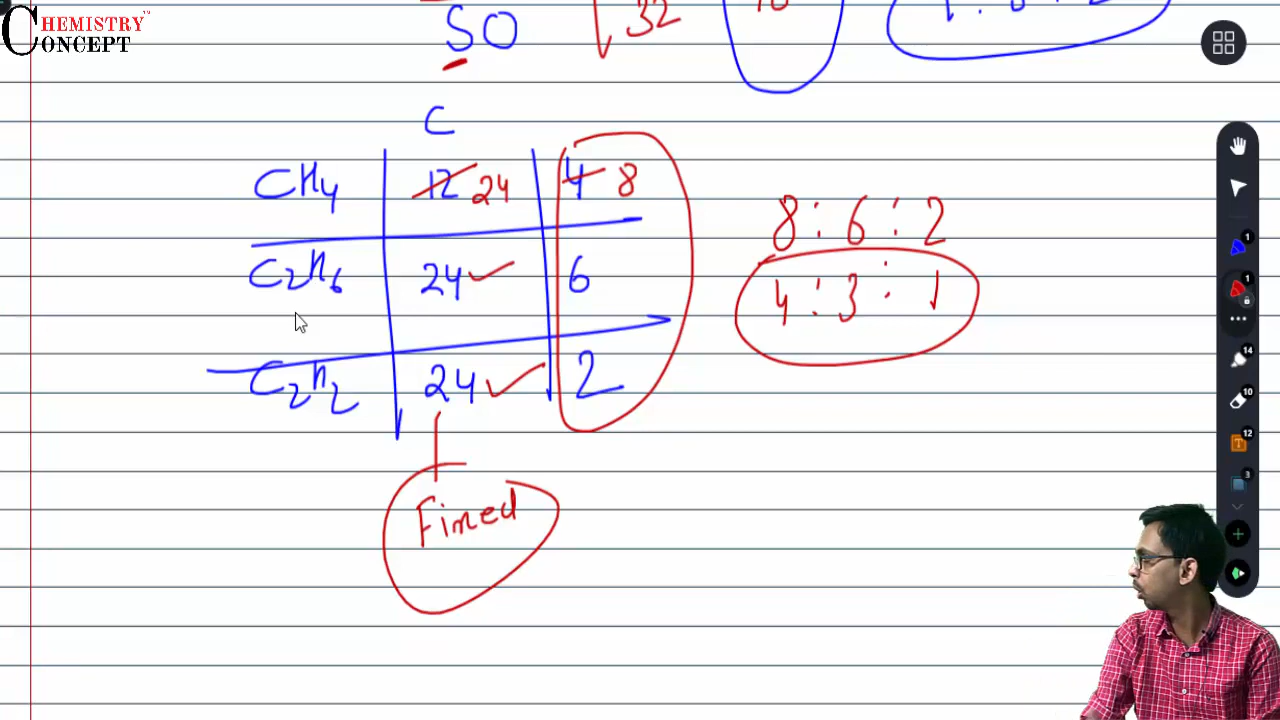 CHEMISTRY
CONCEPT
SO
32
C
CH4 12 24 4 8
8 : 6 : 2
C2H6 24 6
4 : 3 : 1
C2H2 24 2
Fixed